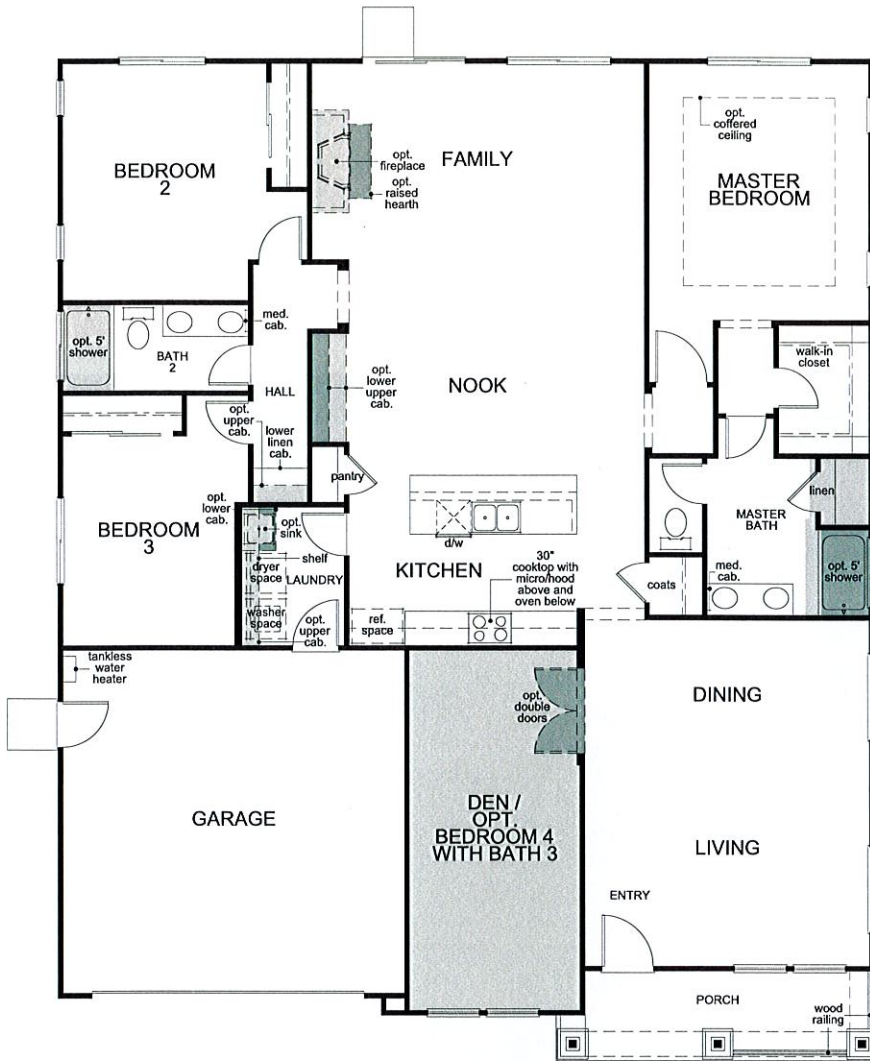 opt.
coffered
ceiling
BEDROOM
2
opt.
fireplace
opt.
raised
hearth
FAMILY
MASTER
BEDROOM
opt. 5'
shower
BATH
2
med.
cab.
HALL
opt.
lower
upper
cab.
NOOK
walk-in
closet
opt.
upper
cab.
lower
linen
cab.
pantry
linen
opt.
lower
cab.
BEDROOM
3
opt.
sink
shelf
dryer
space
LAUNDRY
washer
space
opt.
upper
cab.
d/w
KITCHEN
30"
cooktop with
micro/hood
above and
oven below
ref.
space
coats
MASTER
BATH
med.
cab.
opt. 5'
shower
tankless
water
heater
opt.
double
doors
DINING
GARAGE
DEN /
OPT.
BEDROOM 4
WITH BATH 3
LIVING
ENTRY
PORCH
wood
railing